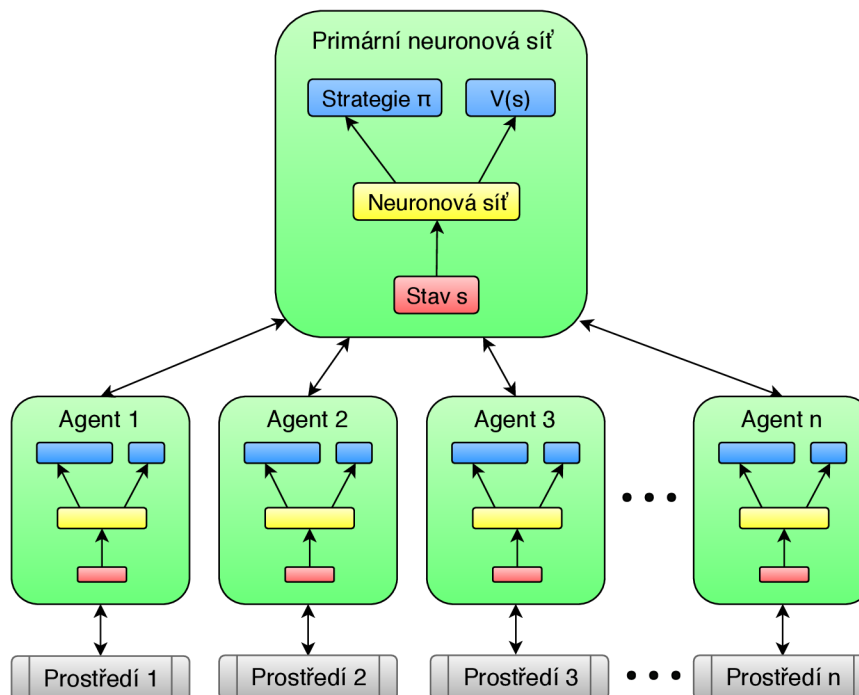 Primární neuronová síť
Strategie π
V(s)
Neuronová síť
Stav s
Agent 1
Agent 2
Agent 3
Agent n
Prostředí 1
Prostředí 2
Prostředí 3
Prostředí n